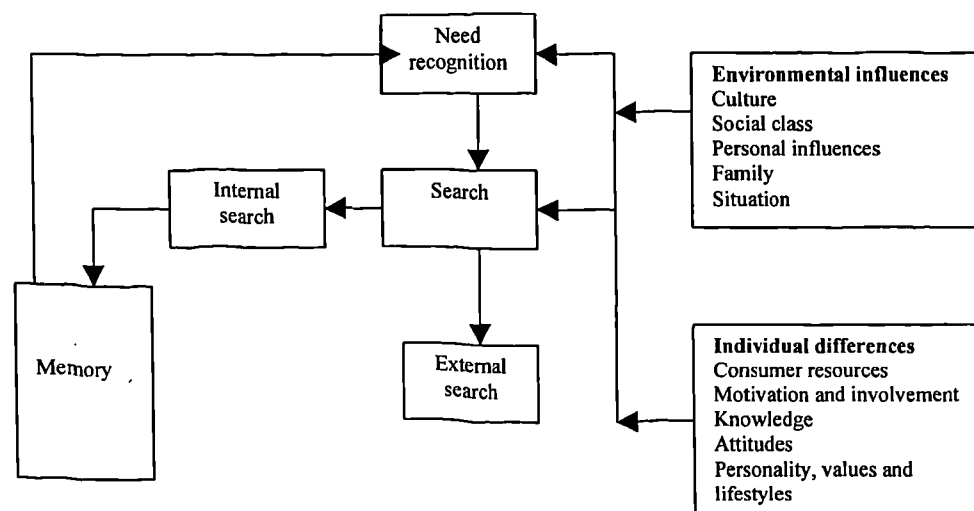 Need
recognition
Environmental influences
Culture
Social class
Personal influences
Family
Situation
Internal
search
Search
Memory
External
search
Individual differences
Consumer resources
Motivation and involvement
Knowledge
Attitudes
Personality, values and
lifestyles